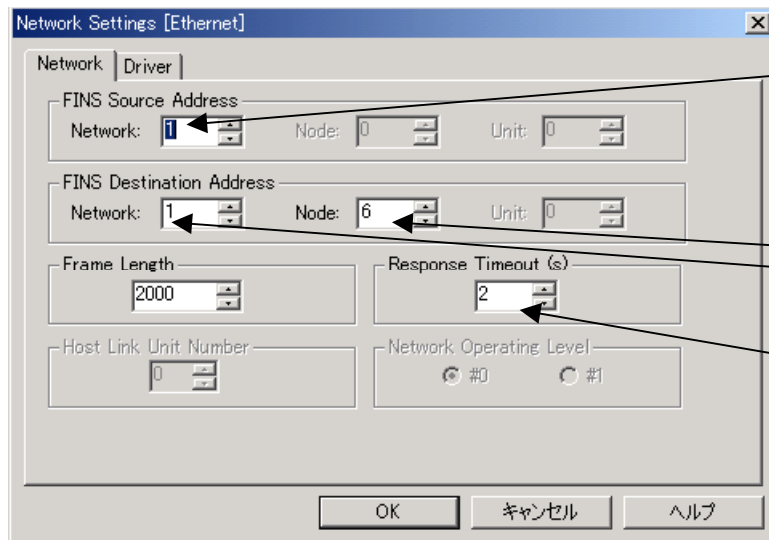 Network Settings [Ethernet]
Network Driver
FINS Source Address
Network: 1 Node: 0 Unit: 0
FINS Destination Address
Network: 1 Node: 6 Unit: 0
Frame Length Response Timeout (s)
2000 2
Host Link Unit Number Network Operating Level
0 #0 #1
OK キャンセル ヘルプ